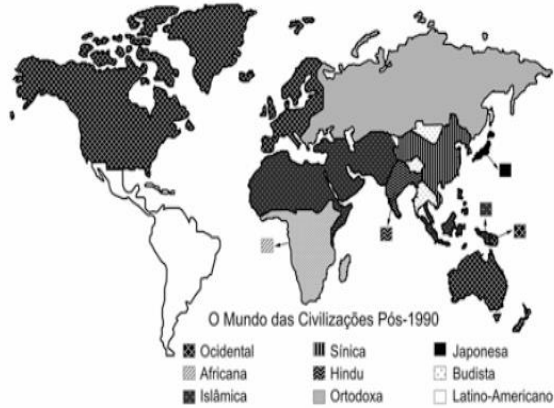 O Mundo das Civilizações Pós-1990
Ocidental Sínica Japonesa
Africana Hindu Budista
Islâmica Ortodoxa Latino-Americano